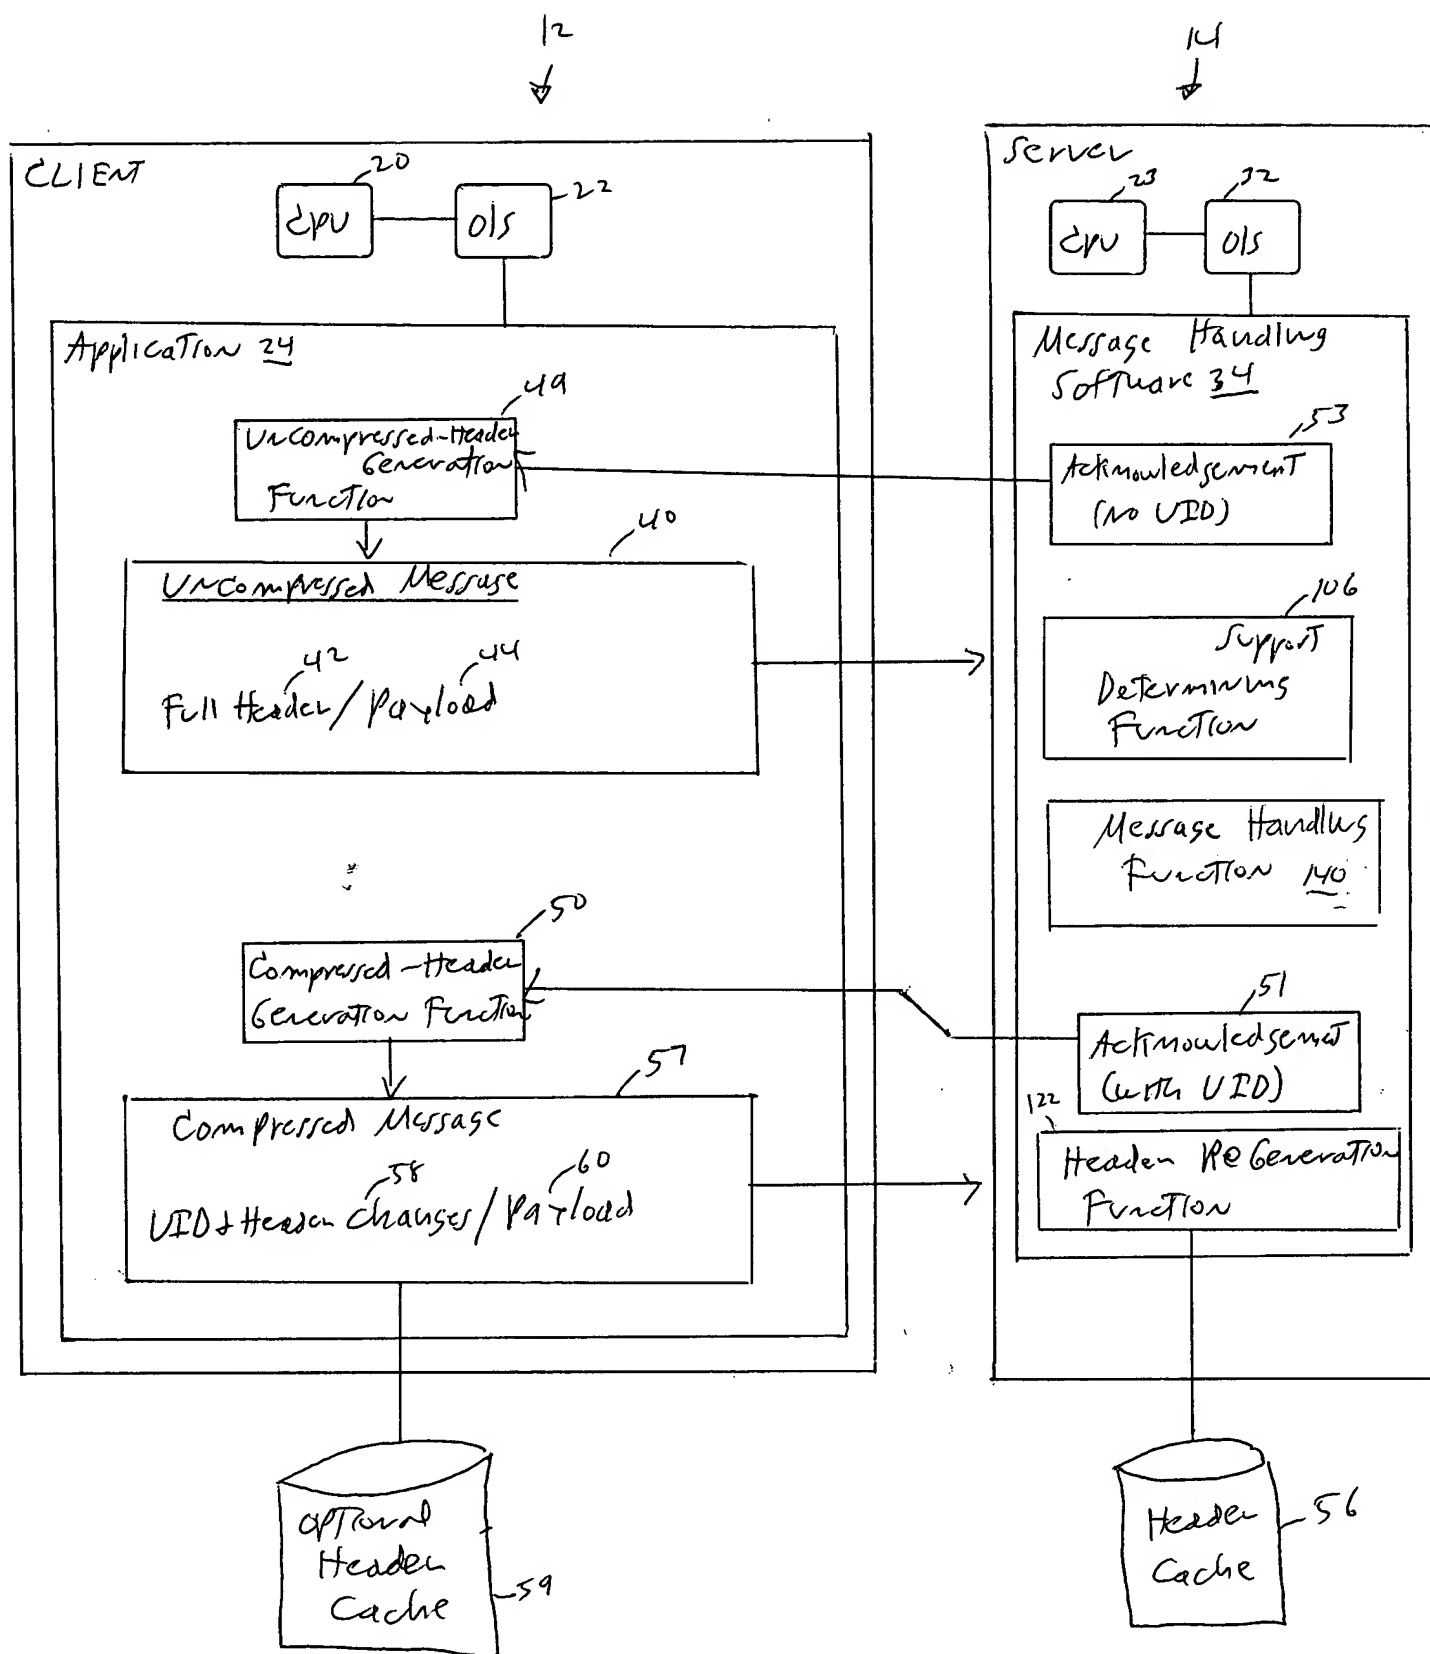 12
14
CLIENT
20
22
CPU
O/S
Server
23
32
CPU
O/S
Application 24
49
Uncompressed-Header
Generation
Function
40
Uncompressed Message
42
44
Full Header/Payload
50
Compressed-Header
Generation Function
57
Compressed Message
58
60
UID & Header Changes/Payload
Optional
Header
Cache
59
Message Handling
Software 34
53
Acknowledgement
(No UID)
106
Support
Determining
Function
Message Handling
Function 140
51
Acknowledgement
(with UID)
122
Header ReGeneration
Function
Header
Cache
56